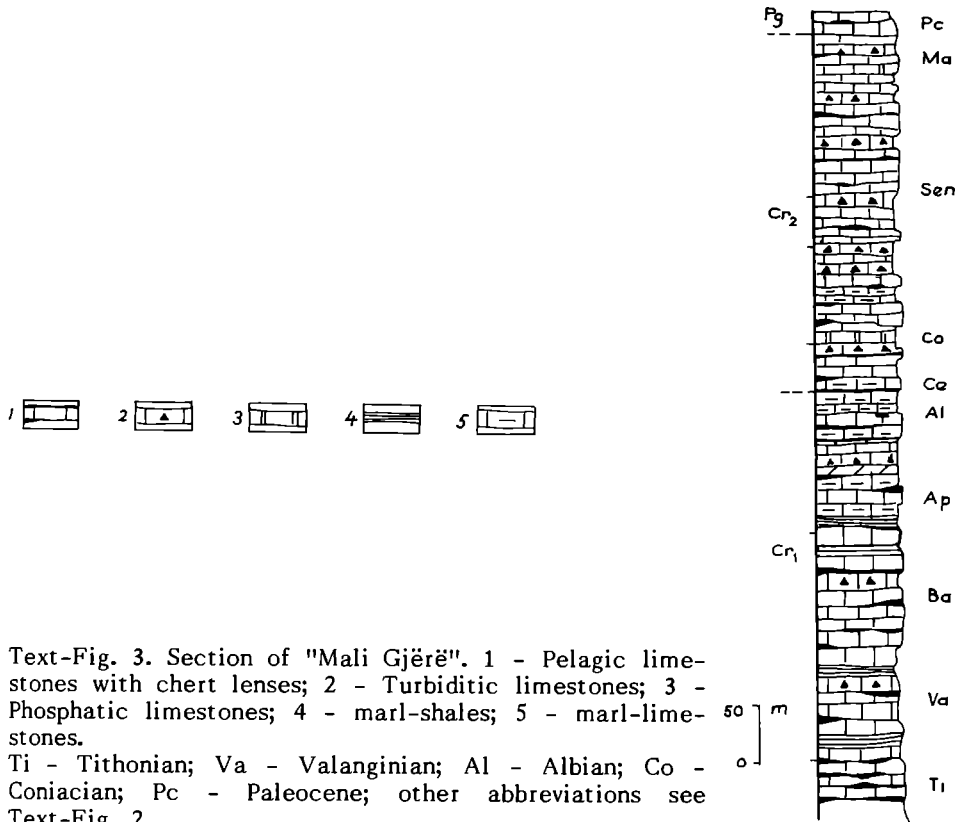 Pg
Pc
Ma
Sen
Cr₂
Co
Ce
Al
Ap
Cr₁
Ba
Va
Ti
1
2
3
4
5
50 m
0
Text-Fig. 3. Section of "Mali Gjërë". 1 - Pelagic lime-
stones with chert lenses; 2 - Turbiditic limestones; 3 -
Phosphatic limestones; 4 - marl-shales; 5 - marl-lime-
stones.
Ti - Tithonian; Va - Valanginian; Al - Albian; Co -
Coniacian; Pc - Paleocene; other abbreviations see
Text-Fig. 2